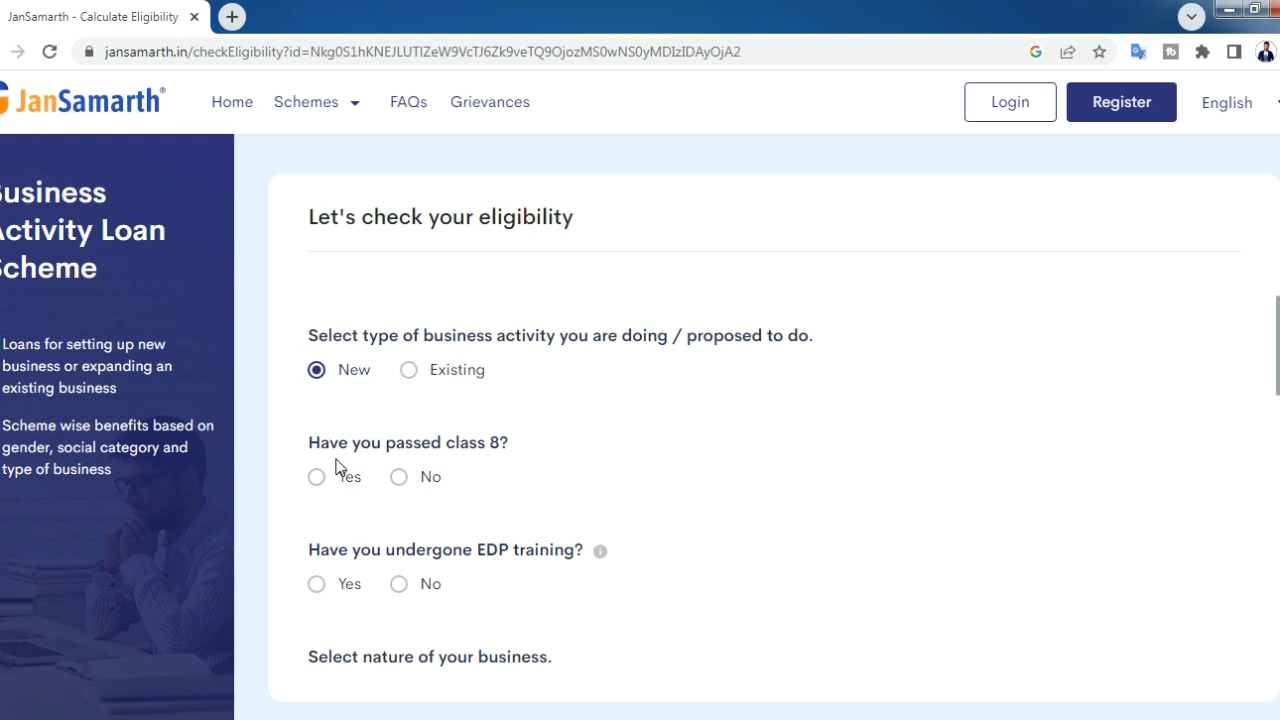 JanSamarth - Calculate Eligibility
jansamarth.in/checkEligibility?id=Nkg0S1hKNEJLUTlZeW9VcTJ6Zk9veTQ9OjozMS0wNS0yMDIzIDAyOjA2
JanSamarth
Home Schemes FAQs Grievances
Login Register English
Business
Activity Loan
Scheme
Loans for setting up new
business or expanding an
existing business
Scheme wise benefits based on
gender, social category and
type of business
Let's check your eligibility
Select type of business activity you are doing / proposed to do.
New Existing
Have you passed class 8?
Yes No
Have you undergone EDP training?
Yes No
Select nature of your business.